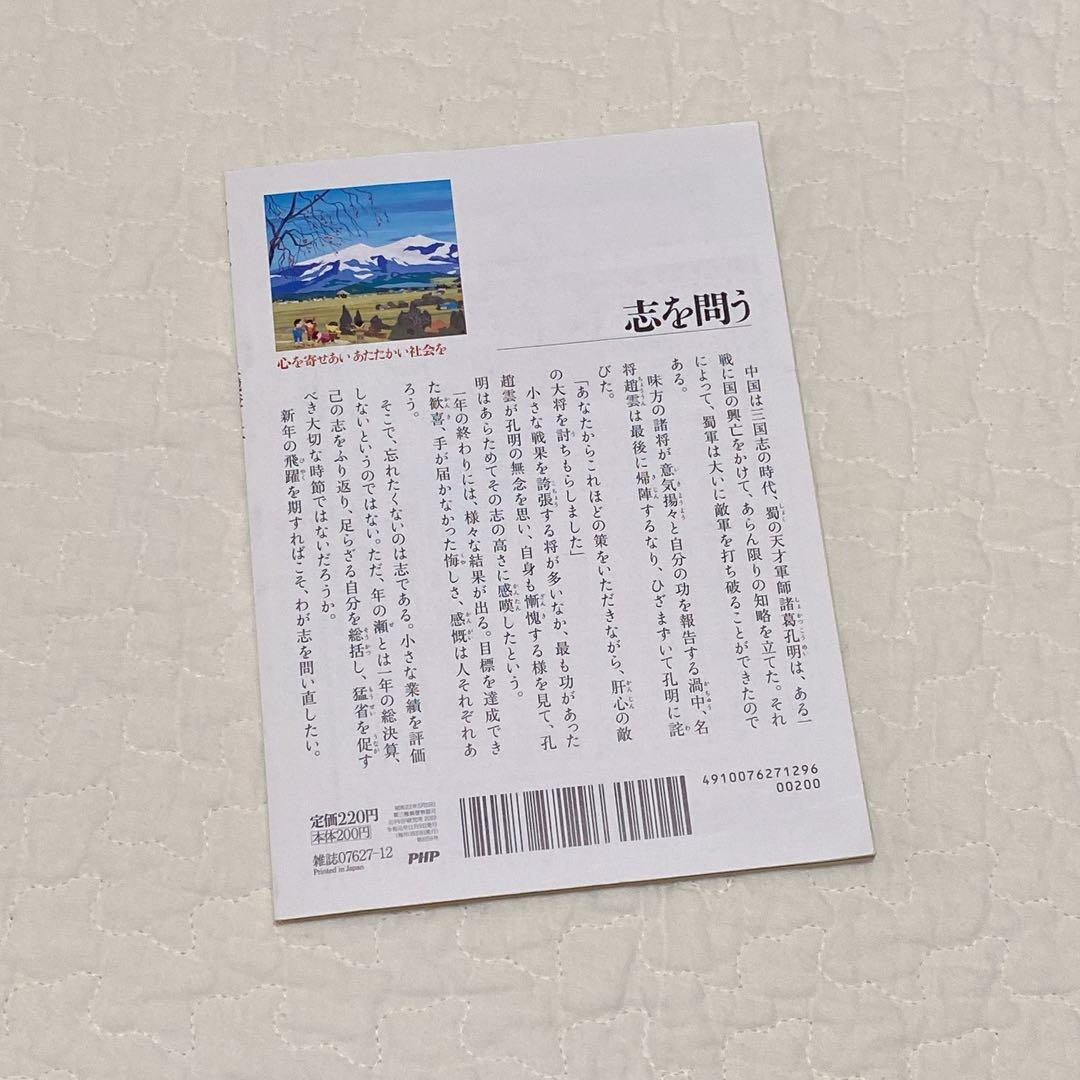 志を問う
中国は三国志の時代、蜀の天才軍師諸葛孔明は、ある一
戦に国の興亡をかけて、あらん限りの知略を立てた。それ
によって、蜀軍は大いに敵軍を打ち破ることができたので
ある。
味方の諸将が意気揚々と自分の功を報告する渦中、名
将趙雲は最後に帰陣するなり、ひざまずいて孔明に詫
びた。
「あなたからこれほどの策をいただきながら、肝心の敵
の大将を討ちもらしました」
小さな戦果を誇張する将が多いなか、最も功があった
趙雲が孔明の無念を思い、自身も慚愧する様を見て、孔
明はあらためてその志の高さに感嘆したという。
一年の終わりには、様々な結果が出る。目標を達成でき
た歓喜、手が届かなかった悔しさ、感慨は人それぞれあ
ろう。
そこで、忘れたくないのは志である。小さな業績を評価
しないというのではない。ただ、年の瀬とは一年の総決算、
己の志をふり返り、足らざる自分を総括し、猛省を促す
べき大切な時節ではないだろうか。
新年の飛躍を期すればこそ、わが志を問い直したい。
心を寄せあい あたたかい社会を
4910076271296
00200
定価220円
本体200円
雑誌07627-12
Printed in Japan
PHP